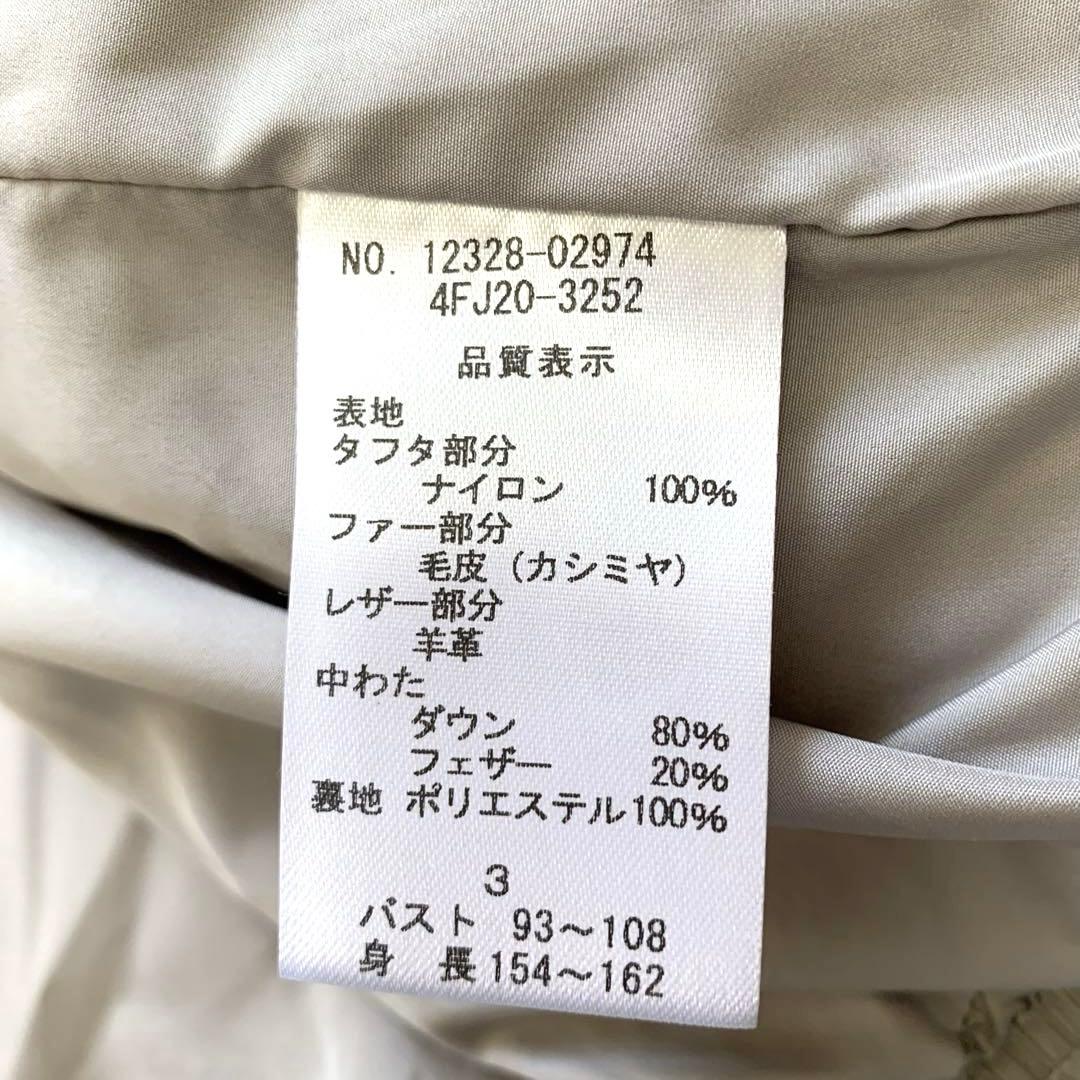 NO. 12328-02974
4FJ20-3252
品質表示
表地
タフタ部分
ナイロン 100%
ファー部分
毛皮(カシミヤ)
レザー部分
羊革
中わた
ダウン 80%
フェザー 20%
裏地 ポリエステル100%
3
バスト 93~108
身 長154~162